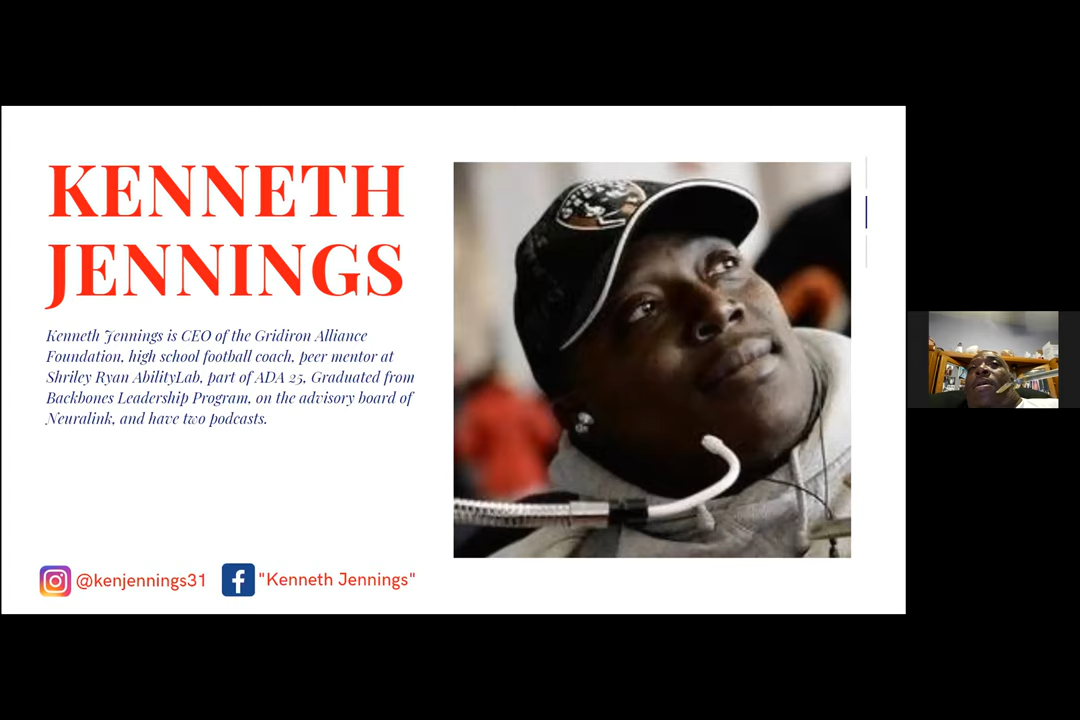 KENNETH
JENNINGS
Kenneth Jennings is CEO of the Gridiron Alliance
Foundation, high school football coach, peer mentor at
Shriley Ryan AbilityLab, part of ADA 25, Graduated from
Backbones Leadership Program, on the advisory board of
Neuralink, and have two podcasts.
@kenjennings31
"Kenneth Jennings"